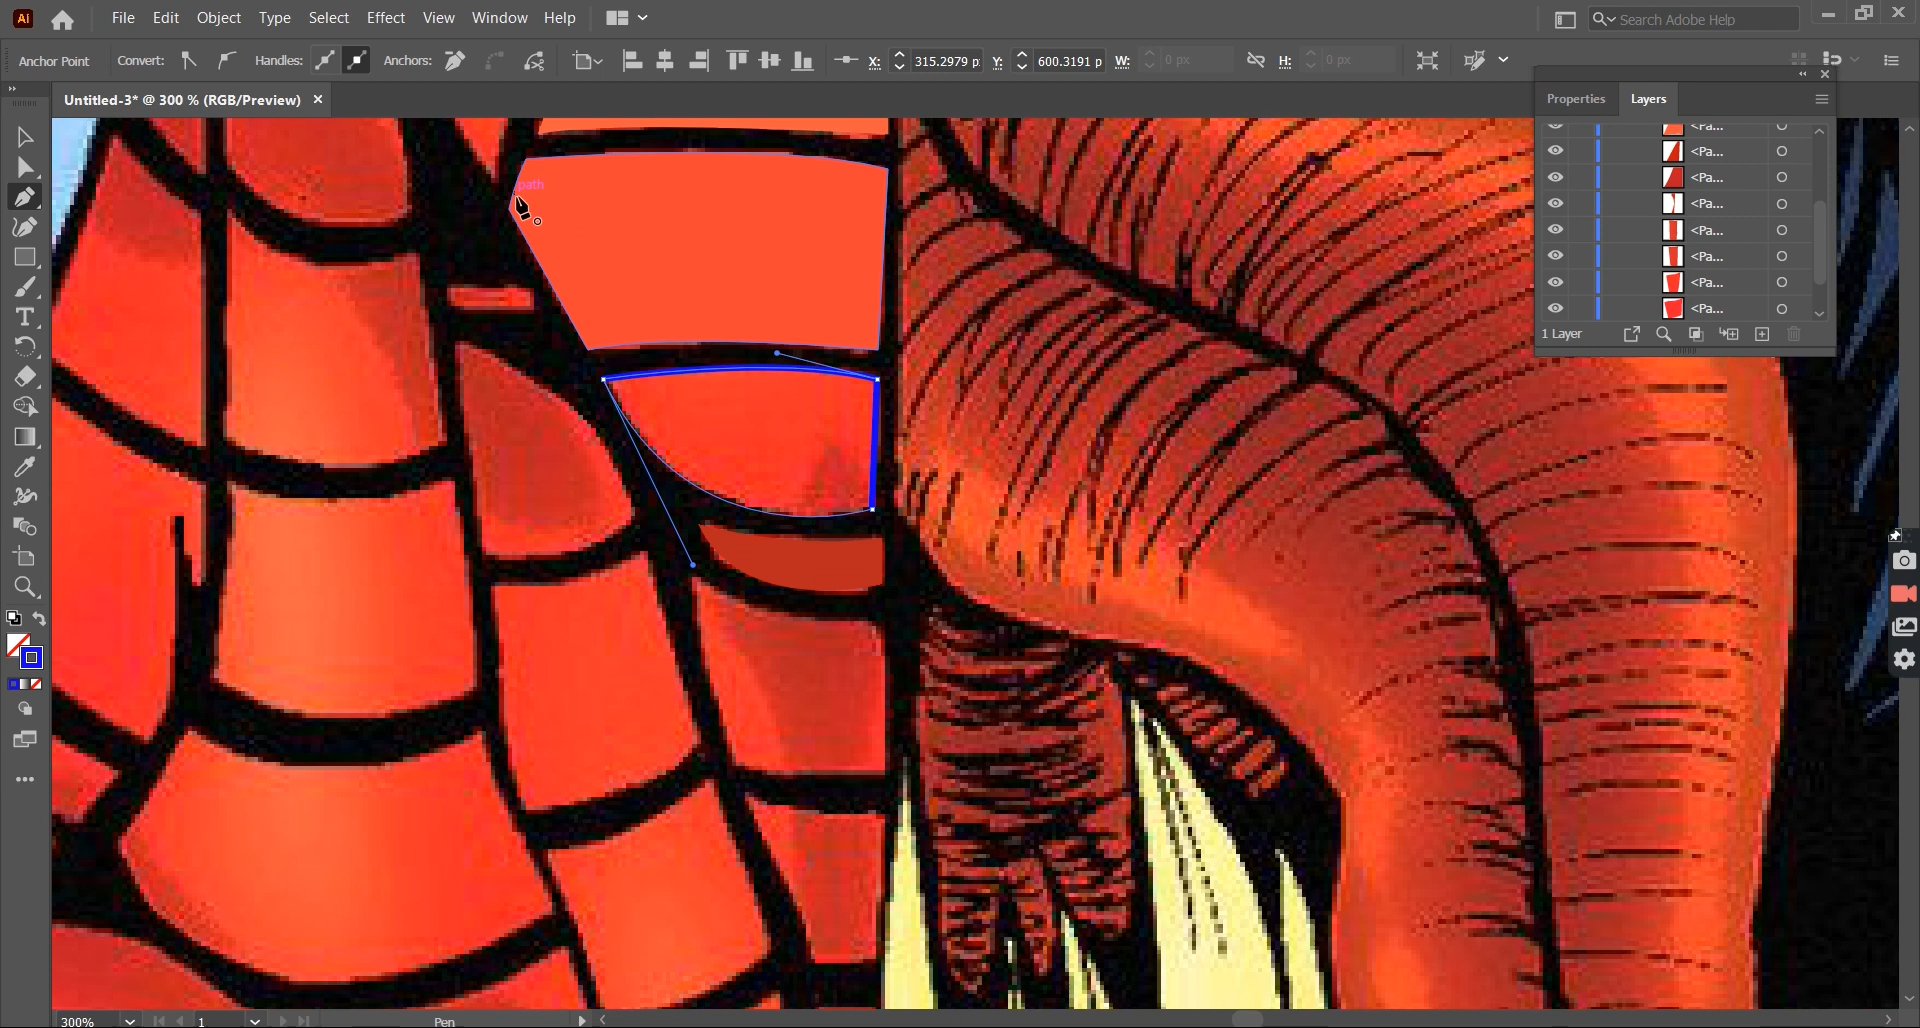 Ai File Edit Object Type Select Effect View Window Help Search Adobe Help
Anchor Point Convert: Handles: Anchors: X: 315.2979 p Y: 600.3191 p W: 0 px H: 0 px
Untitled-3* @ 300 % (RGB/Preview)
Properties Layers
<Pa...
<Pa...
<Pa...
<Pa...
<Pa...
<Pa...
<Pa...
<Pa...
1 Layer
path
300% 1 Pen